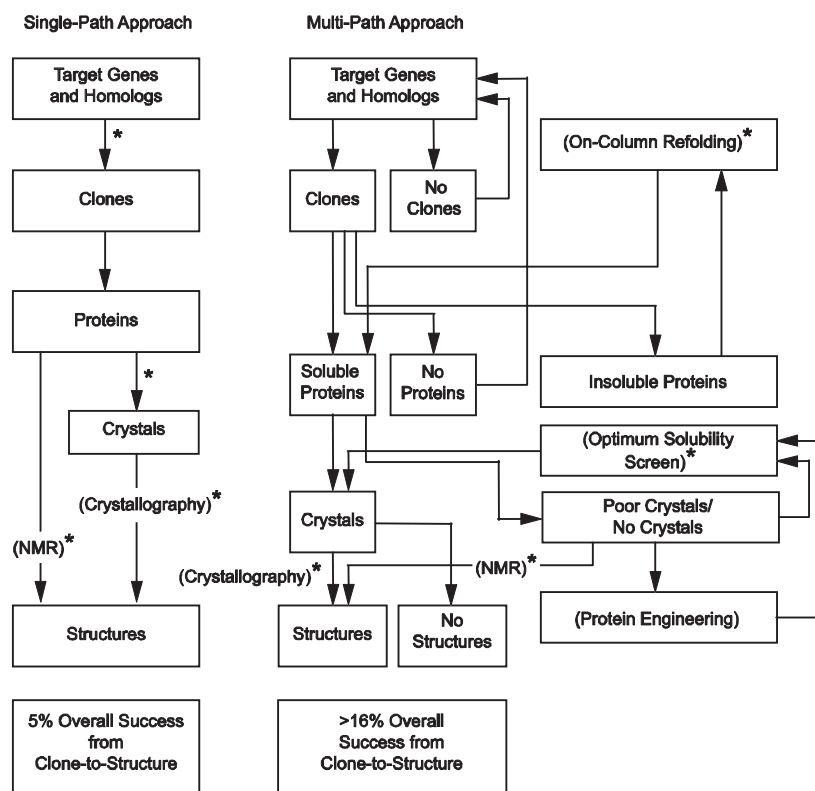 Single-Path Approach
Multi-Path Approach
Target Genes
and Homologs
*
Clones
Proteins
*
Crystals
(Crystallography)*
(NMR)*
Structures
5% Overall Success
from
Clone-to-Structure
Target Genes
and Homologs
Clones
No
Clones
(On-Column Refolding)*
Soluble
Proteins
No
Proteins
Insoluble Proteins
(Optimum Solubility
Screen)*
Crystals
Poor Crystals/
No Crystals
(Crystallography)*
(NMR)*
(Protein Engineering)
Structures
No
Structures
>16% Overall
Success from
Clone-to-Structure